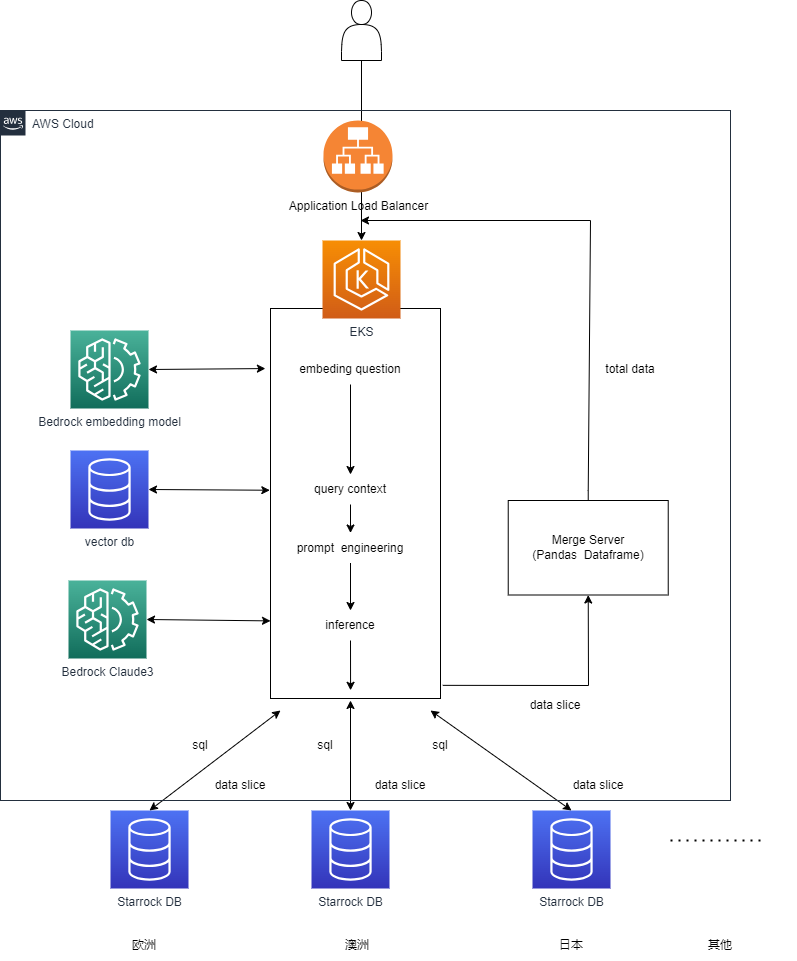 aws
AWS Cloud
Application Load Balancer
K
EKS
embeding question
total data
Bedrock embedding model
query context
vector db
Merge Server
(Pandas Dataframe)
prompt engineering
inference
Bedrock Claude3
data slice
sql
sql
sql
data slice
data slice
data slice
............
Starrock DB
Starrock DB
Starrock DB
欧洲
澳洲
日本
其他